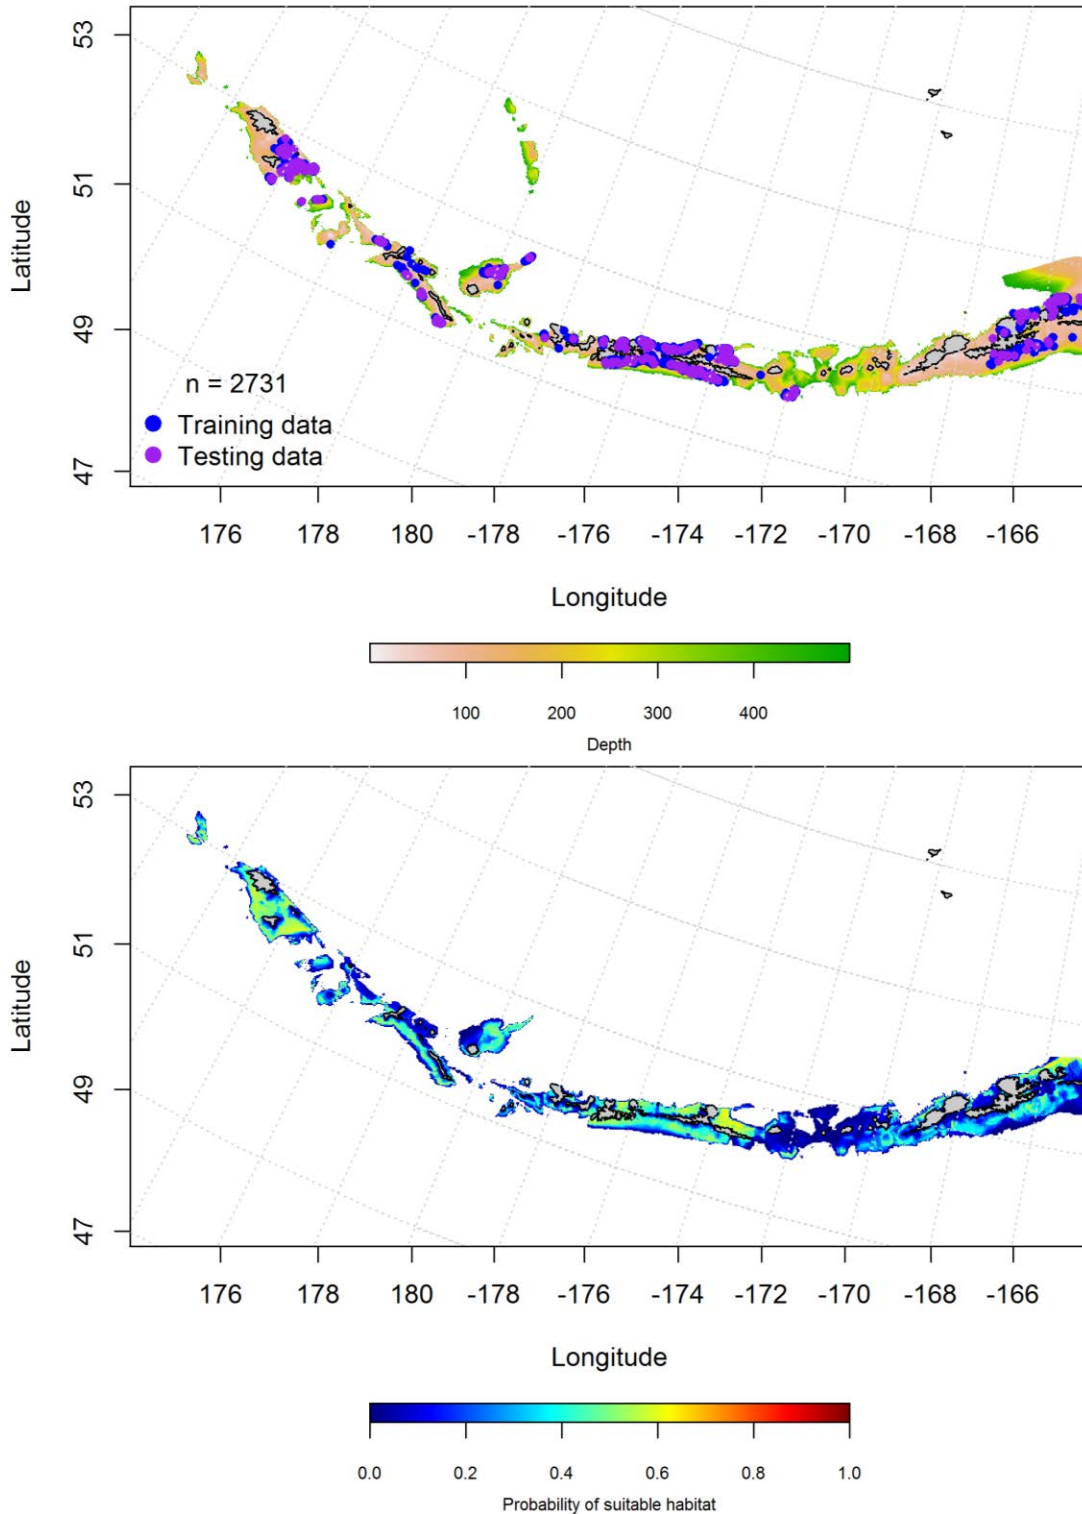 53
51
49
47
Latitude
n = 2731
Training data
Testing data
176 178 180 -178 -176 -174 -172 -170 -168 -166
Longitude
100 200 300 400
Depth
53
51
49
47
Latitude
176 178 180 -178 -176 -174 -172 -170 -168 -166
Longitude
0.0 0.2 0.4 0.6 0.8 1.0
Probability of suitable habitat